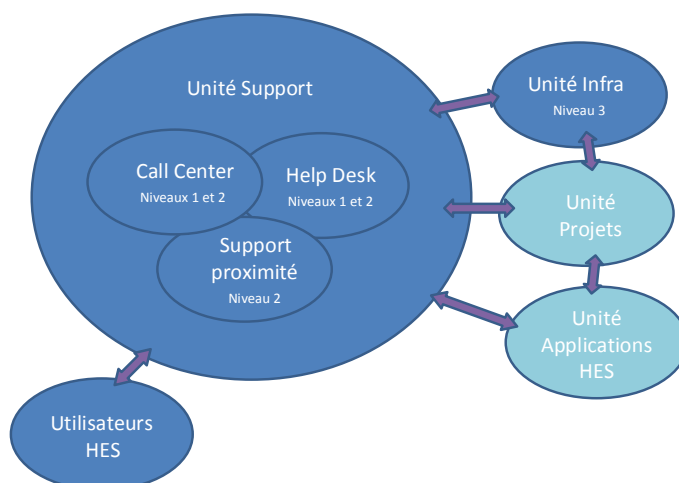 Unité Support
Call Center
Niveaux 1 et 2
Help Desk
Niveaux 1 et 2
Support
proximité
Niveau 2
Unité Infra
Niveau 3
Unité
Projets
Unité
Applications
HES
Utilisateurs
HES